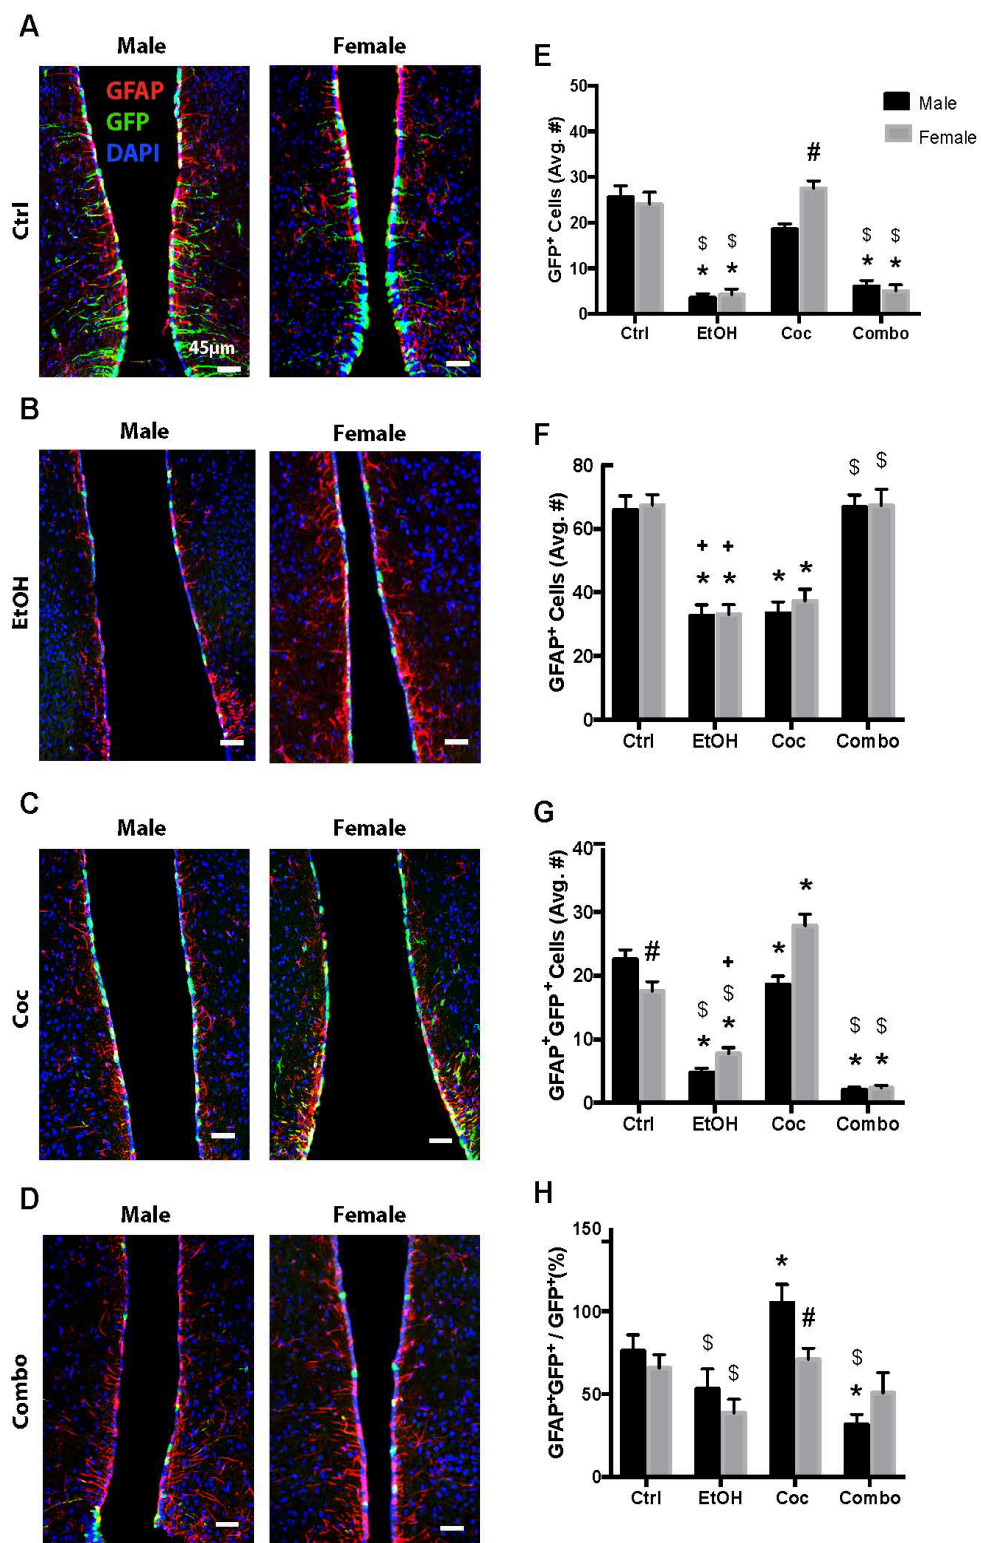 A
Male
Female
GFAP
GFP
DAPI
Ctrl
45µm
B
Male
Female
EtOH
C
Male
Female
Coc
D
Male
Female
Combo
E
GFP+ Cells (Avg. #)
50
40
30
20
10
0
Male
Female
#
$ $ $ $
* * * *
Ctrl EtOH Coc Combo
F
GFAP+ Cells (Avg. #)
80
60
40
20
0
$ $
+ +
* * * *
Ctrl EtOH Coc Combo
G
GFAP+GFP+ Cells (Avg. #)
40
30
20
10
0
*
# * +
$ $ $ $
* * * *
Ctrl EtOH Coc Combo
H
GFAP+GFP+ / GFP+(%)
150
100
50
0
*
#
$ $ $
*
Ctrl EtOH Coc Combo